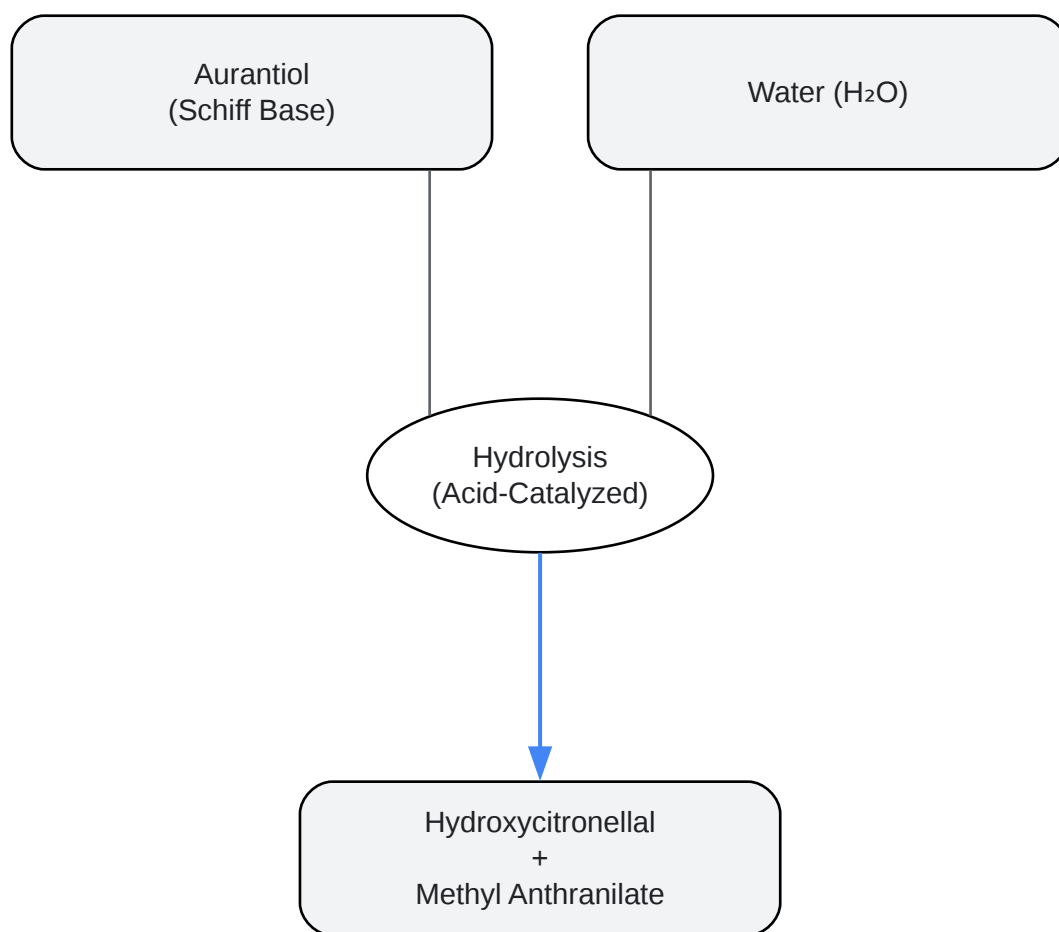 Aurantiol
(Schiff Base)
Water (H₂O)
Hydrolysis
(Acid-Catalyzed)
Hydroxycitronellal
+
Methyl Anthranilate